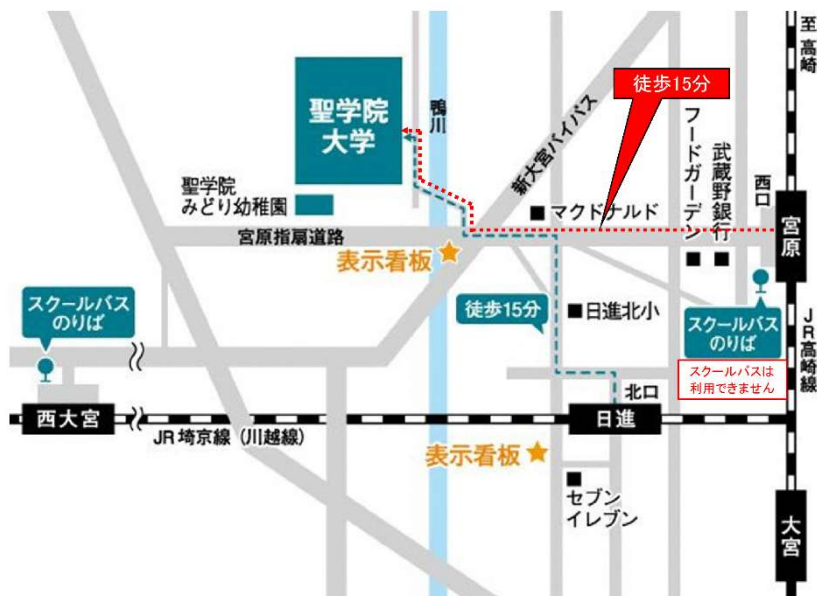 至高崎
徒歩15分
聖学院
大学
鴨川
新大宮バイパス
フードガーデン
武蔵野銀行
西口
宮原
聖学院
みどり幼稚園
マクドナルド
宮原指扇道路
表示看板
スクールバス
のりば
徒歩15分
日進北小
スクールバス
のりば
JR高崎線
スクールバスは
利用できません
北口
西大宮
日進
JR埼京線（川越線）
表示看板
セブン
イレブン
大宮